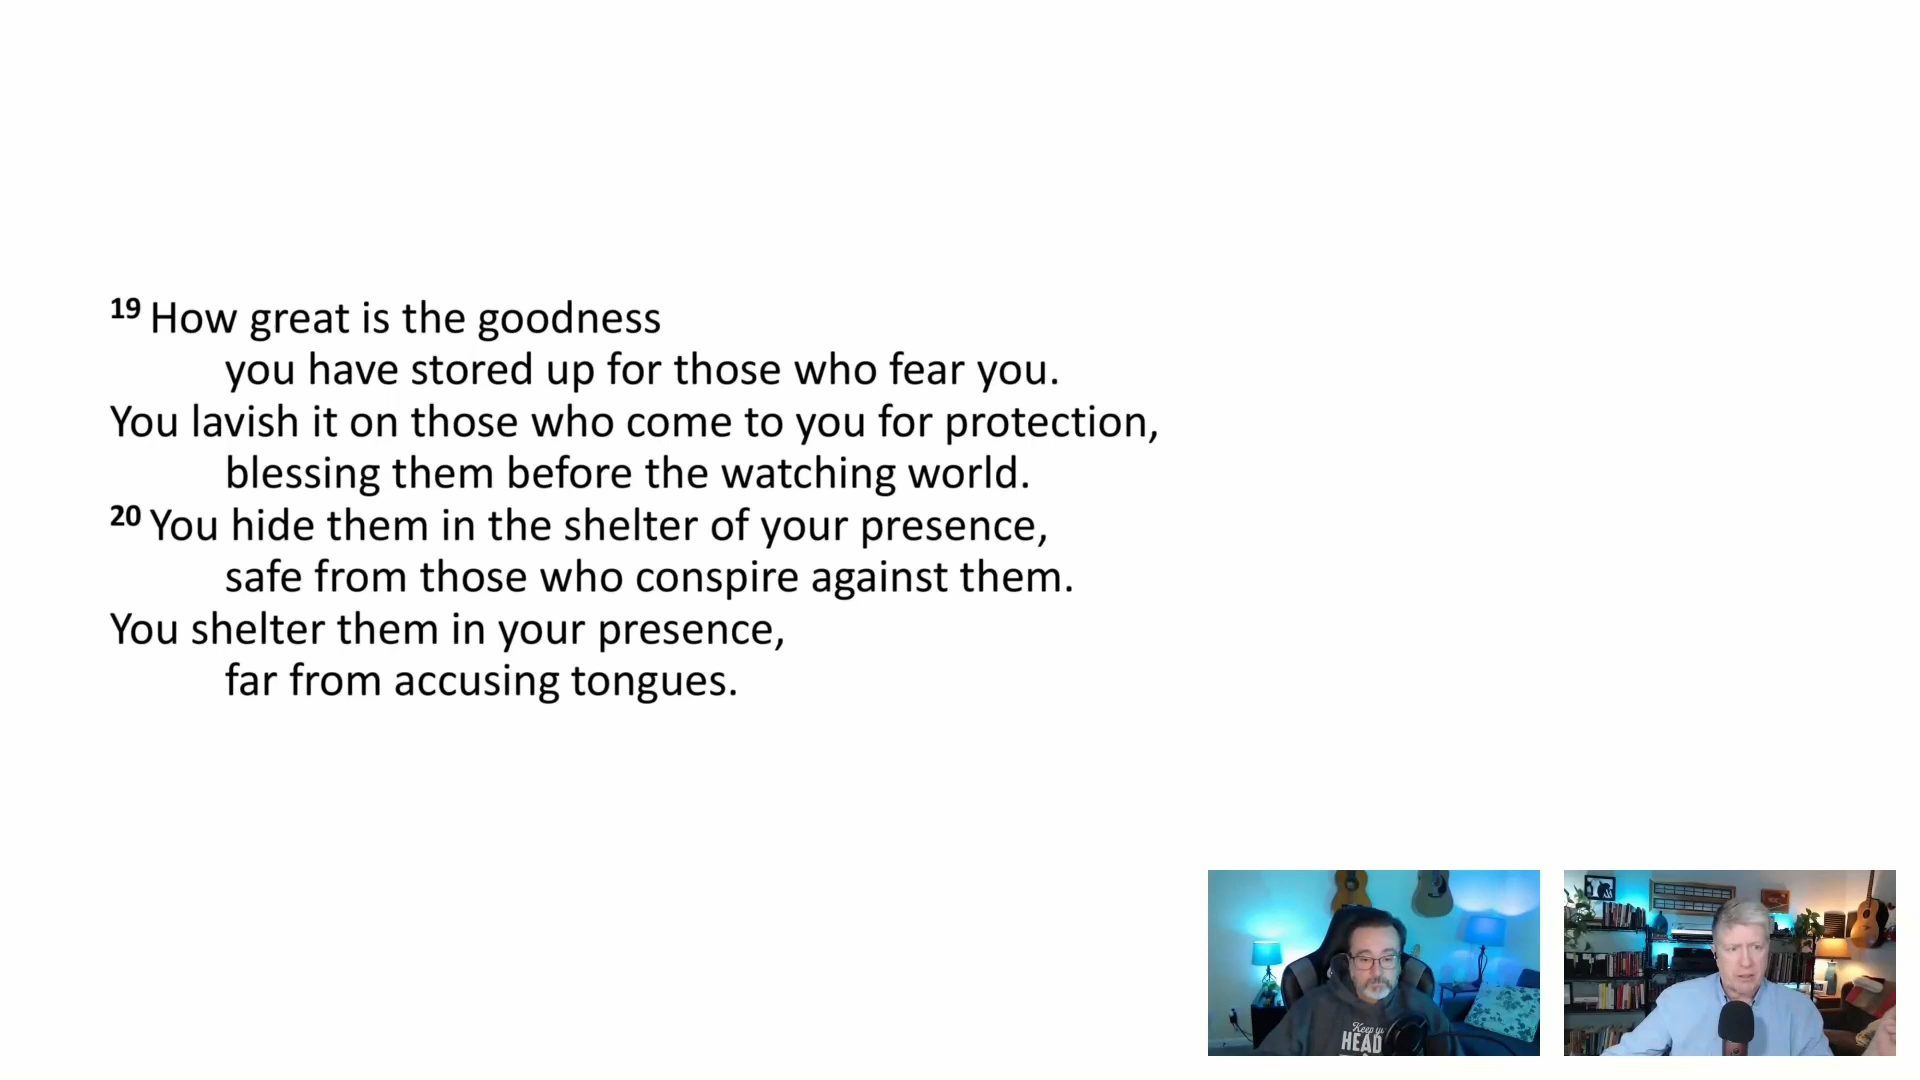 19 How great is the goodness
you have stored up for those who fear you.
You lavish it on those who come to you for protection,
blessing them before the watching world.
20 You hide them in the shelter of your presence,
safe from those who conspire against them.
You shelter them in your presence,
far from accusing tongues.
Keep
HEAD